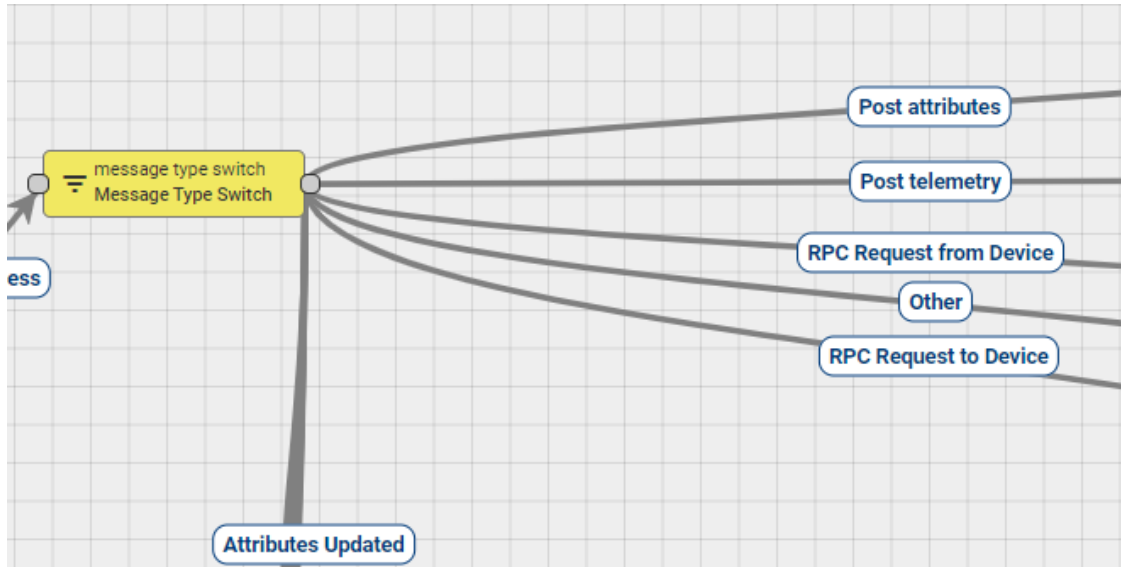 Post attributes
message type switch
Message Type Switch
Post telemetry
RPC Request from Device
ess
Other
RPC Request to Device
Attributes Updated